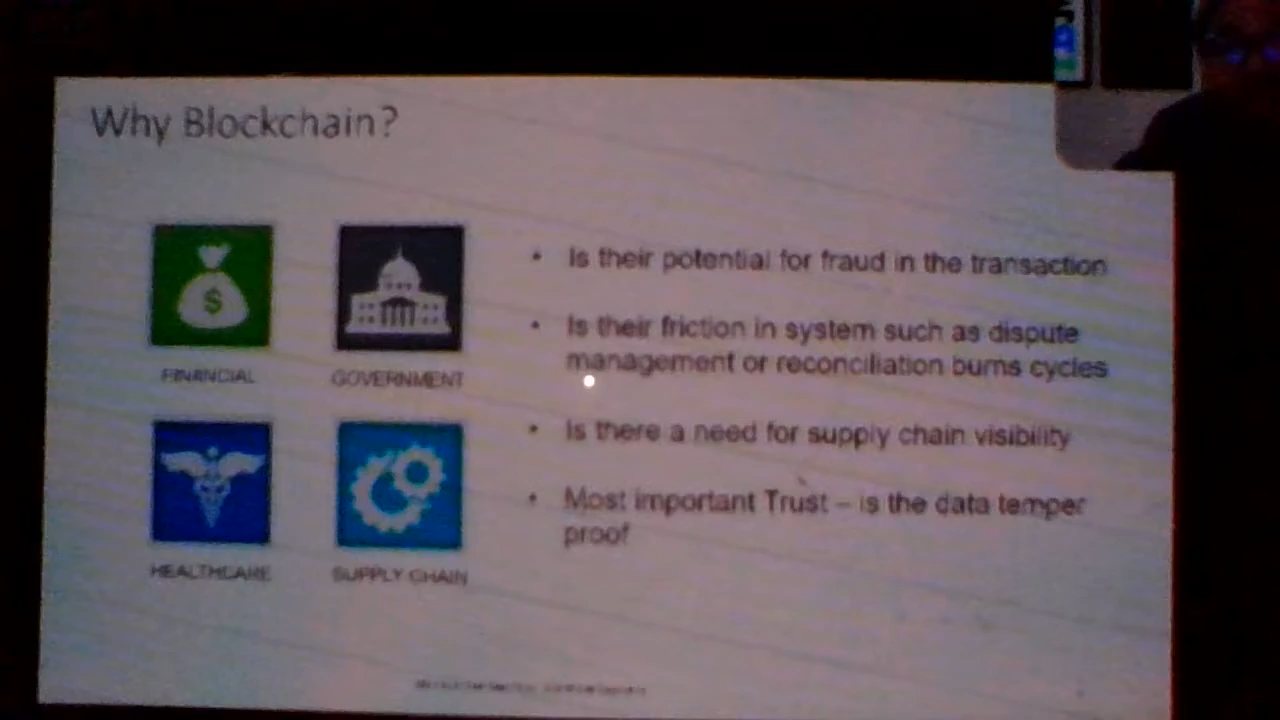 Why Blockchain?
FINANCIAL
GOVERNMENT
HEALTHCARE
SUPPLY CHAIN
• Is their potential for fraud in the transaction
• Is their friction in system such as dispute
management or reconciliation burns cycles
• Is there a need for supply chain visibility
• Most important Trust – is the data temper
proof